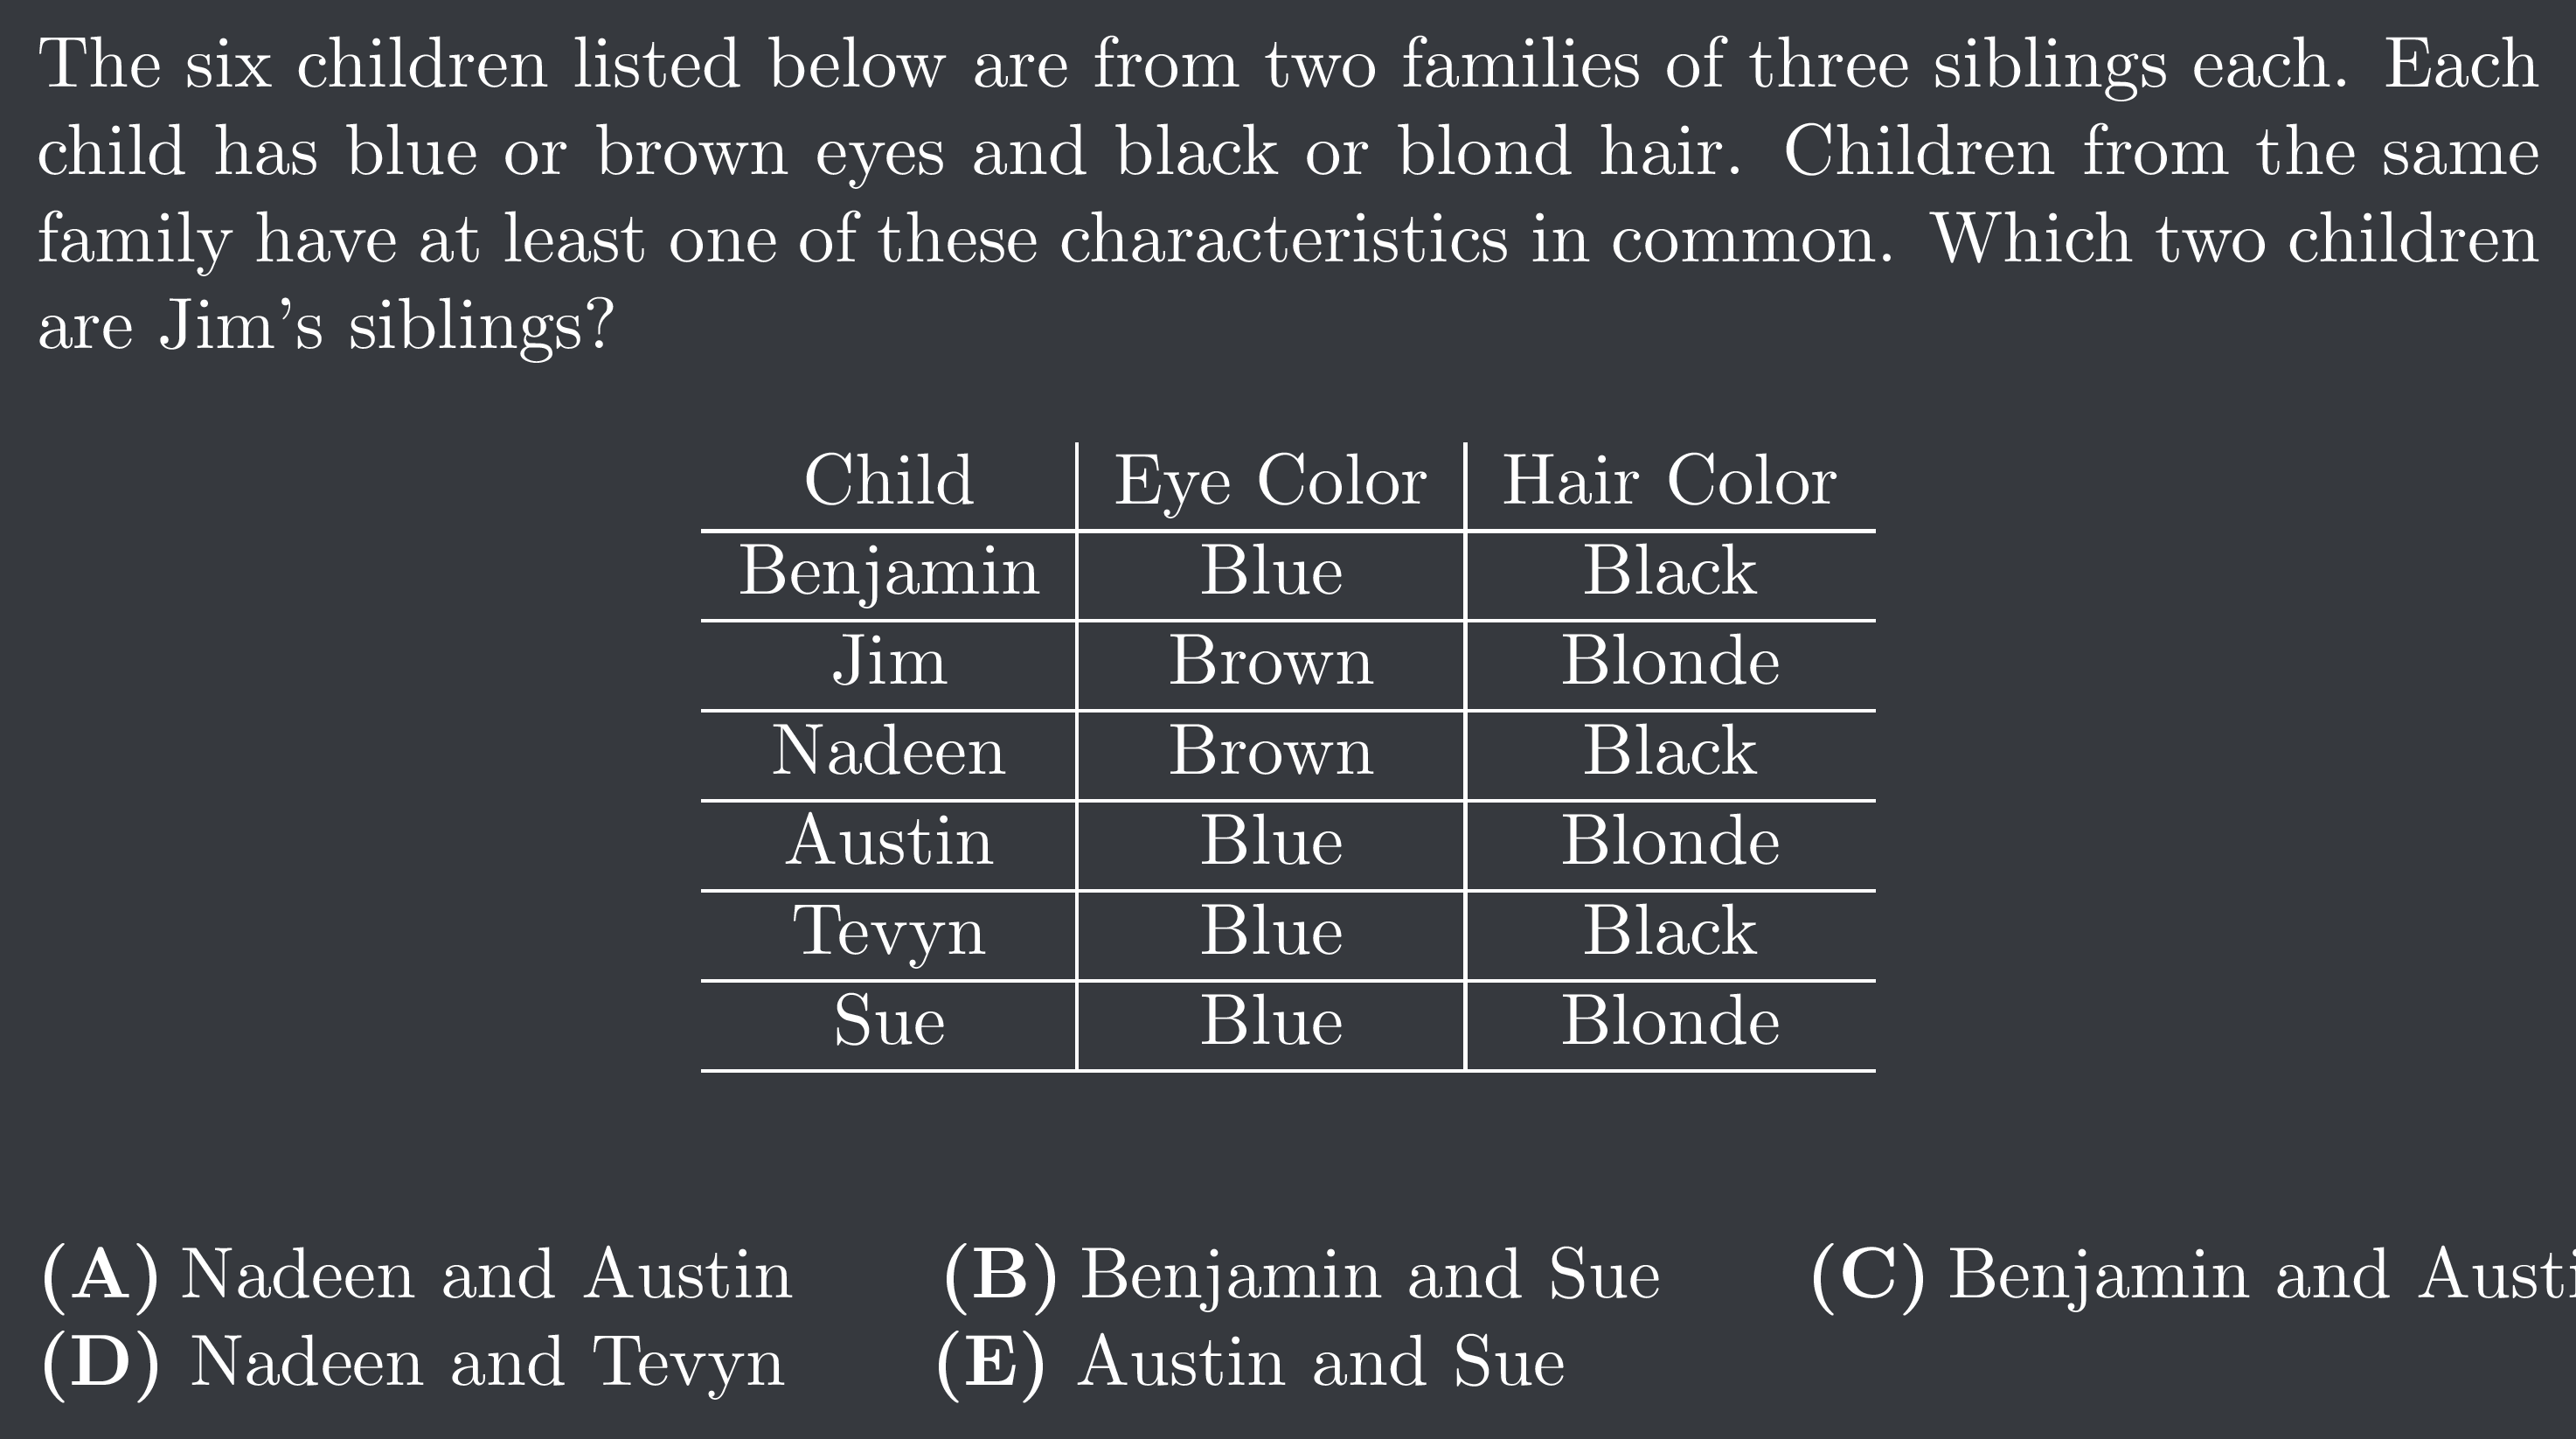 The six children listed below are from two families of three siblings each. Each
child has blue or brown eyes and black or blond hair. Children from the same
family have at least one of these characteristics in common. Which two children
are Jim's siblings?
Child Eye Color Hair Color
Benjamin Blue Black
Jim Brown Blonde
Nadeen Brown Black
Austin Blue Blonde
Tevyn Blue Black
Sue Blue Blonde
(A) Nadeen and Austin (B) Benjamin and Sue (C) Benjamin and Austi
(D) Nadeen and Tevyn (E) Austin and Sue